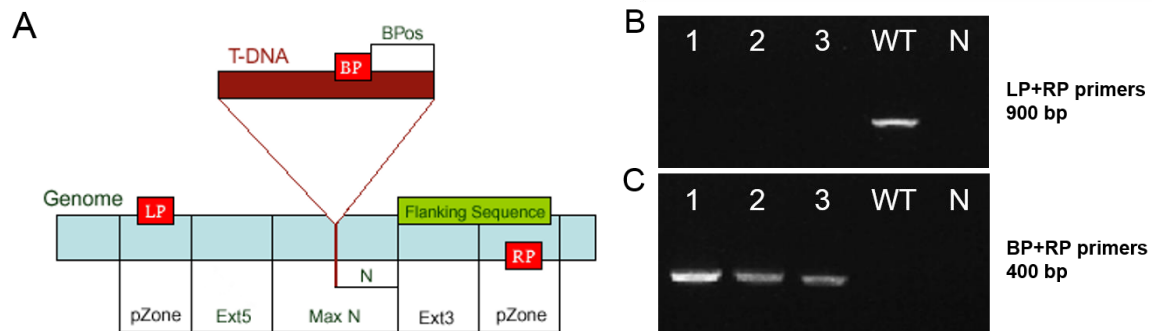 A
BPos
T-DNA
BP
Genome
LP
Flanking Sequence
RP
N
pZone Ext5 Max N Ext3 pZone
B
1 2 3 WT N
LP+RP primers
900 bp
C
1 2 3 WT N
BP+RP primers
400 bp